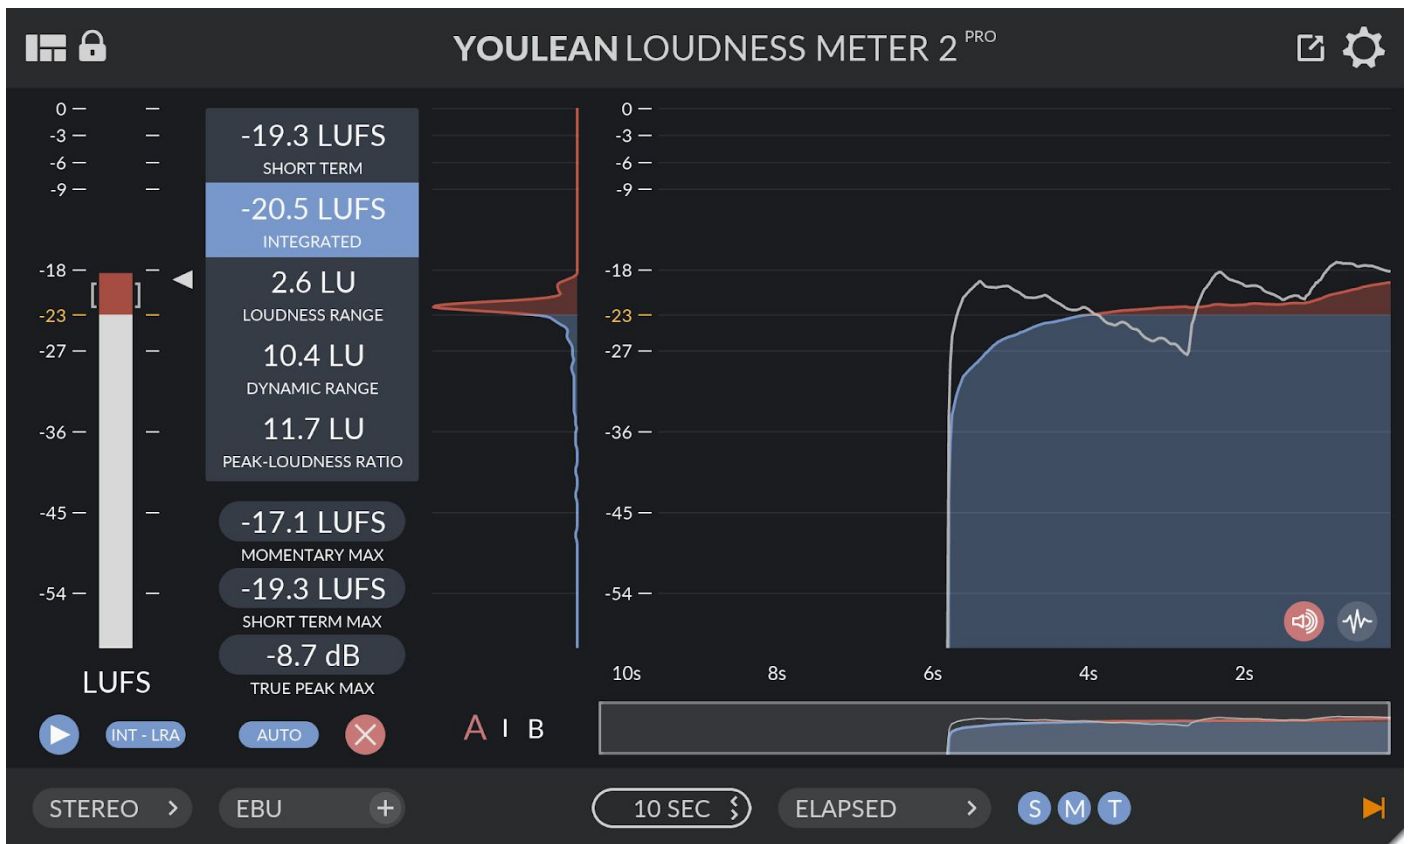 YOULEAN LOUDNESS METER 2 PRO
0
-3
-6
-9
-18
-23
-27
-36
-45
-54
LUFS
-19.3 LUFS
SHORT TERM
-20.5 LUFS
INTEGRATED
2.6 LU
LOUDNESS RANGE
10.4 LU
DYNAMIC RANGE
11.7 LU
PEAK-LOUDNESS RATIO
-17.1 LUFS
MOMENTARY MAX
-19.3 LUFS
SHORT TERM MAX
-8.7 dB
TRUE PEAK MAX
0
-3
-6
-9
-18
-23
-27
-36
-45
-54
10s 8s 6s 4s 2s
INT - LRA AUTO
A I B
STEREO EBU 10 SEC ELAPSED S M T